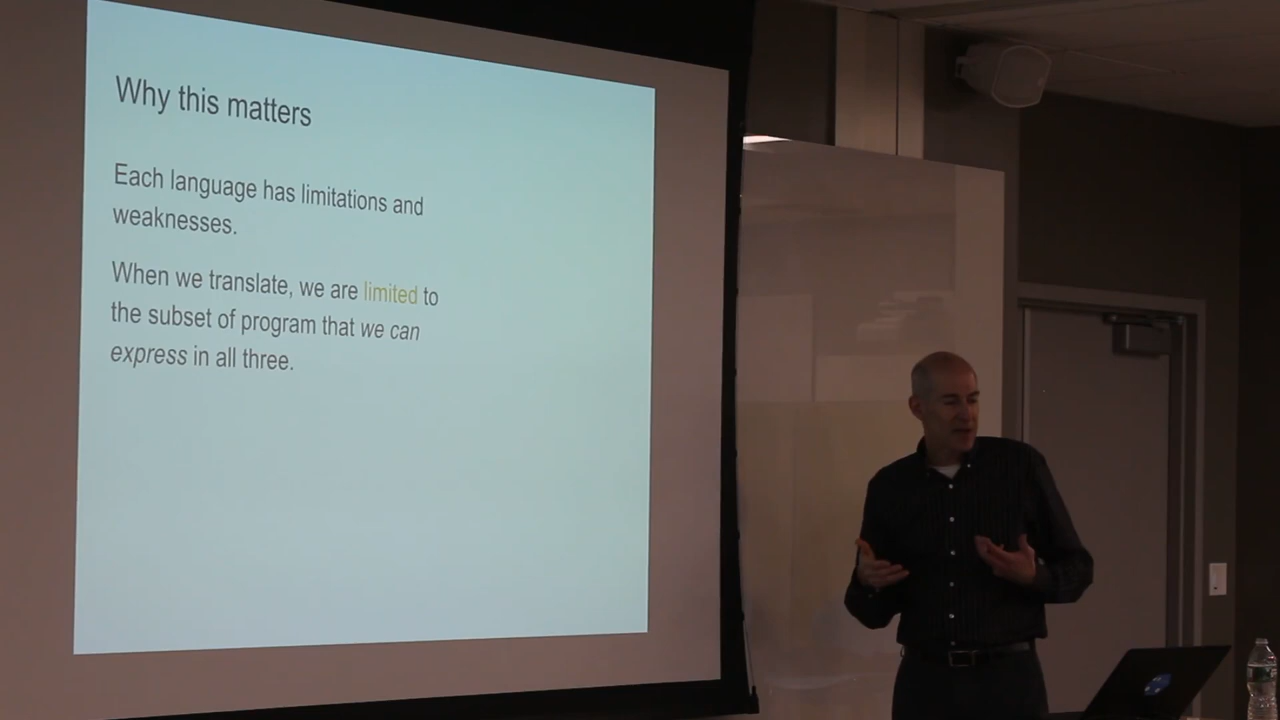 Why this matters
Each language has limitations and
weaknesses.
When we translate, we are limited to
the subset of program that we can
express in all three.